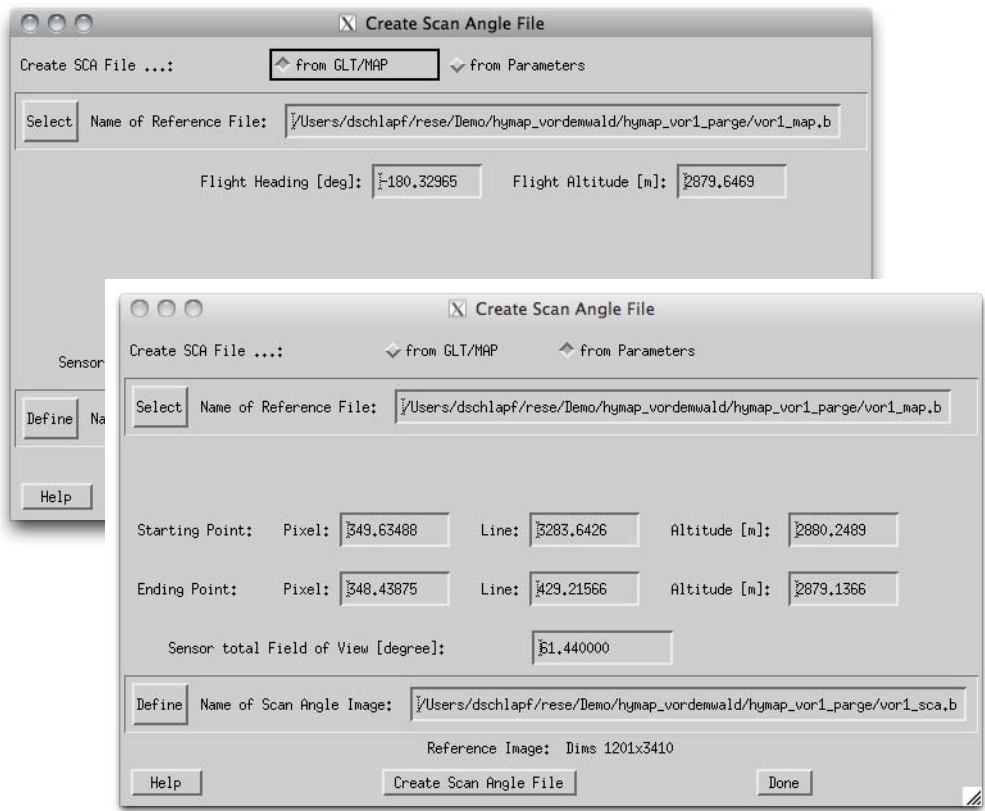 Create Scan Angle File
Create SCA File ...: from GLT/MAP from Parameters
Select Name of Reference File: /Users/dschlapf/rese/Demo/hymap_vordemwald/hymap_vor1_parge/vor1_map.b
Flight Heading [deg]: -180.32965 Flight Altitude [m]: 2879.6469
Sensor
Define Na
Help
Create Scan Angle File
Create SCA File ...: from GLT/MAP from Parameters
Select Name of Reference File: /Users/dschlapf/rese/Demo/hymap_vordemwald/hymap_vor1_parge/vor1_map.b
Starting Point: Pixel: 349.63488 Line: 3283.6426 Altitude [m]: 2880.2489
Ending Point: Pixel: 348.43875 Line: 429.21566 Altitude [m]: 2879.1366
Sensor total Field of View [degree]: 61.440000
Define Name of Scan Angle Image: /Users/dschlapf/rese/Demo/hymap_vordemwald/hymap_vor1_parge/vor1_sca.b
Reference Image: Dims 1201x3410
Help Create Scan Angle File Done